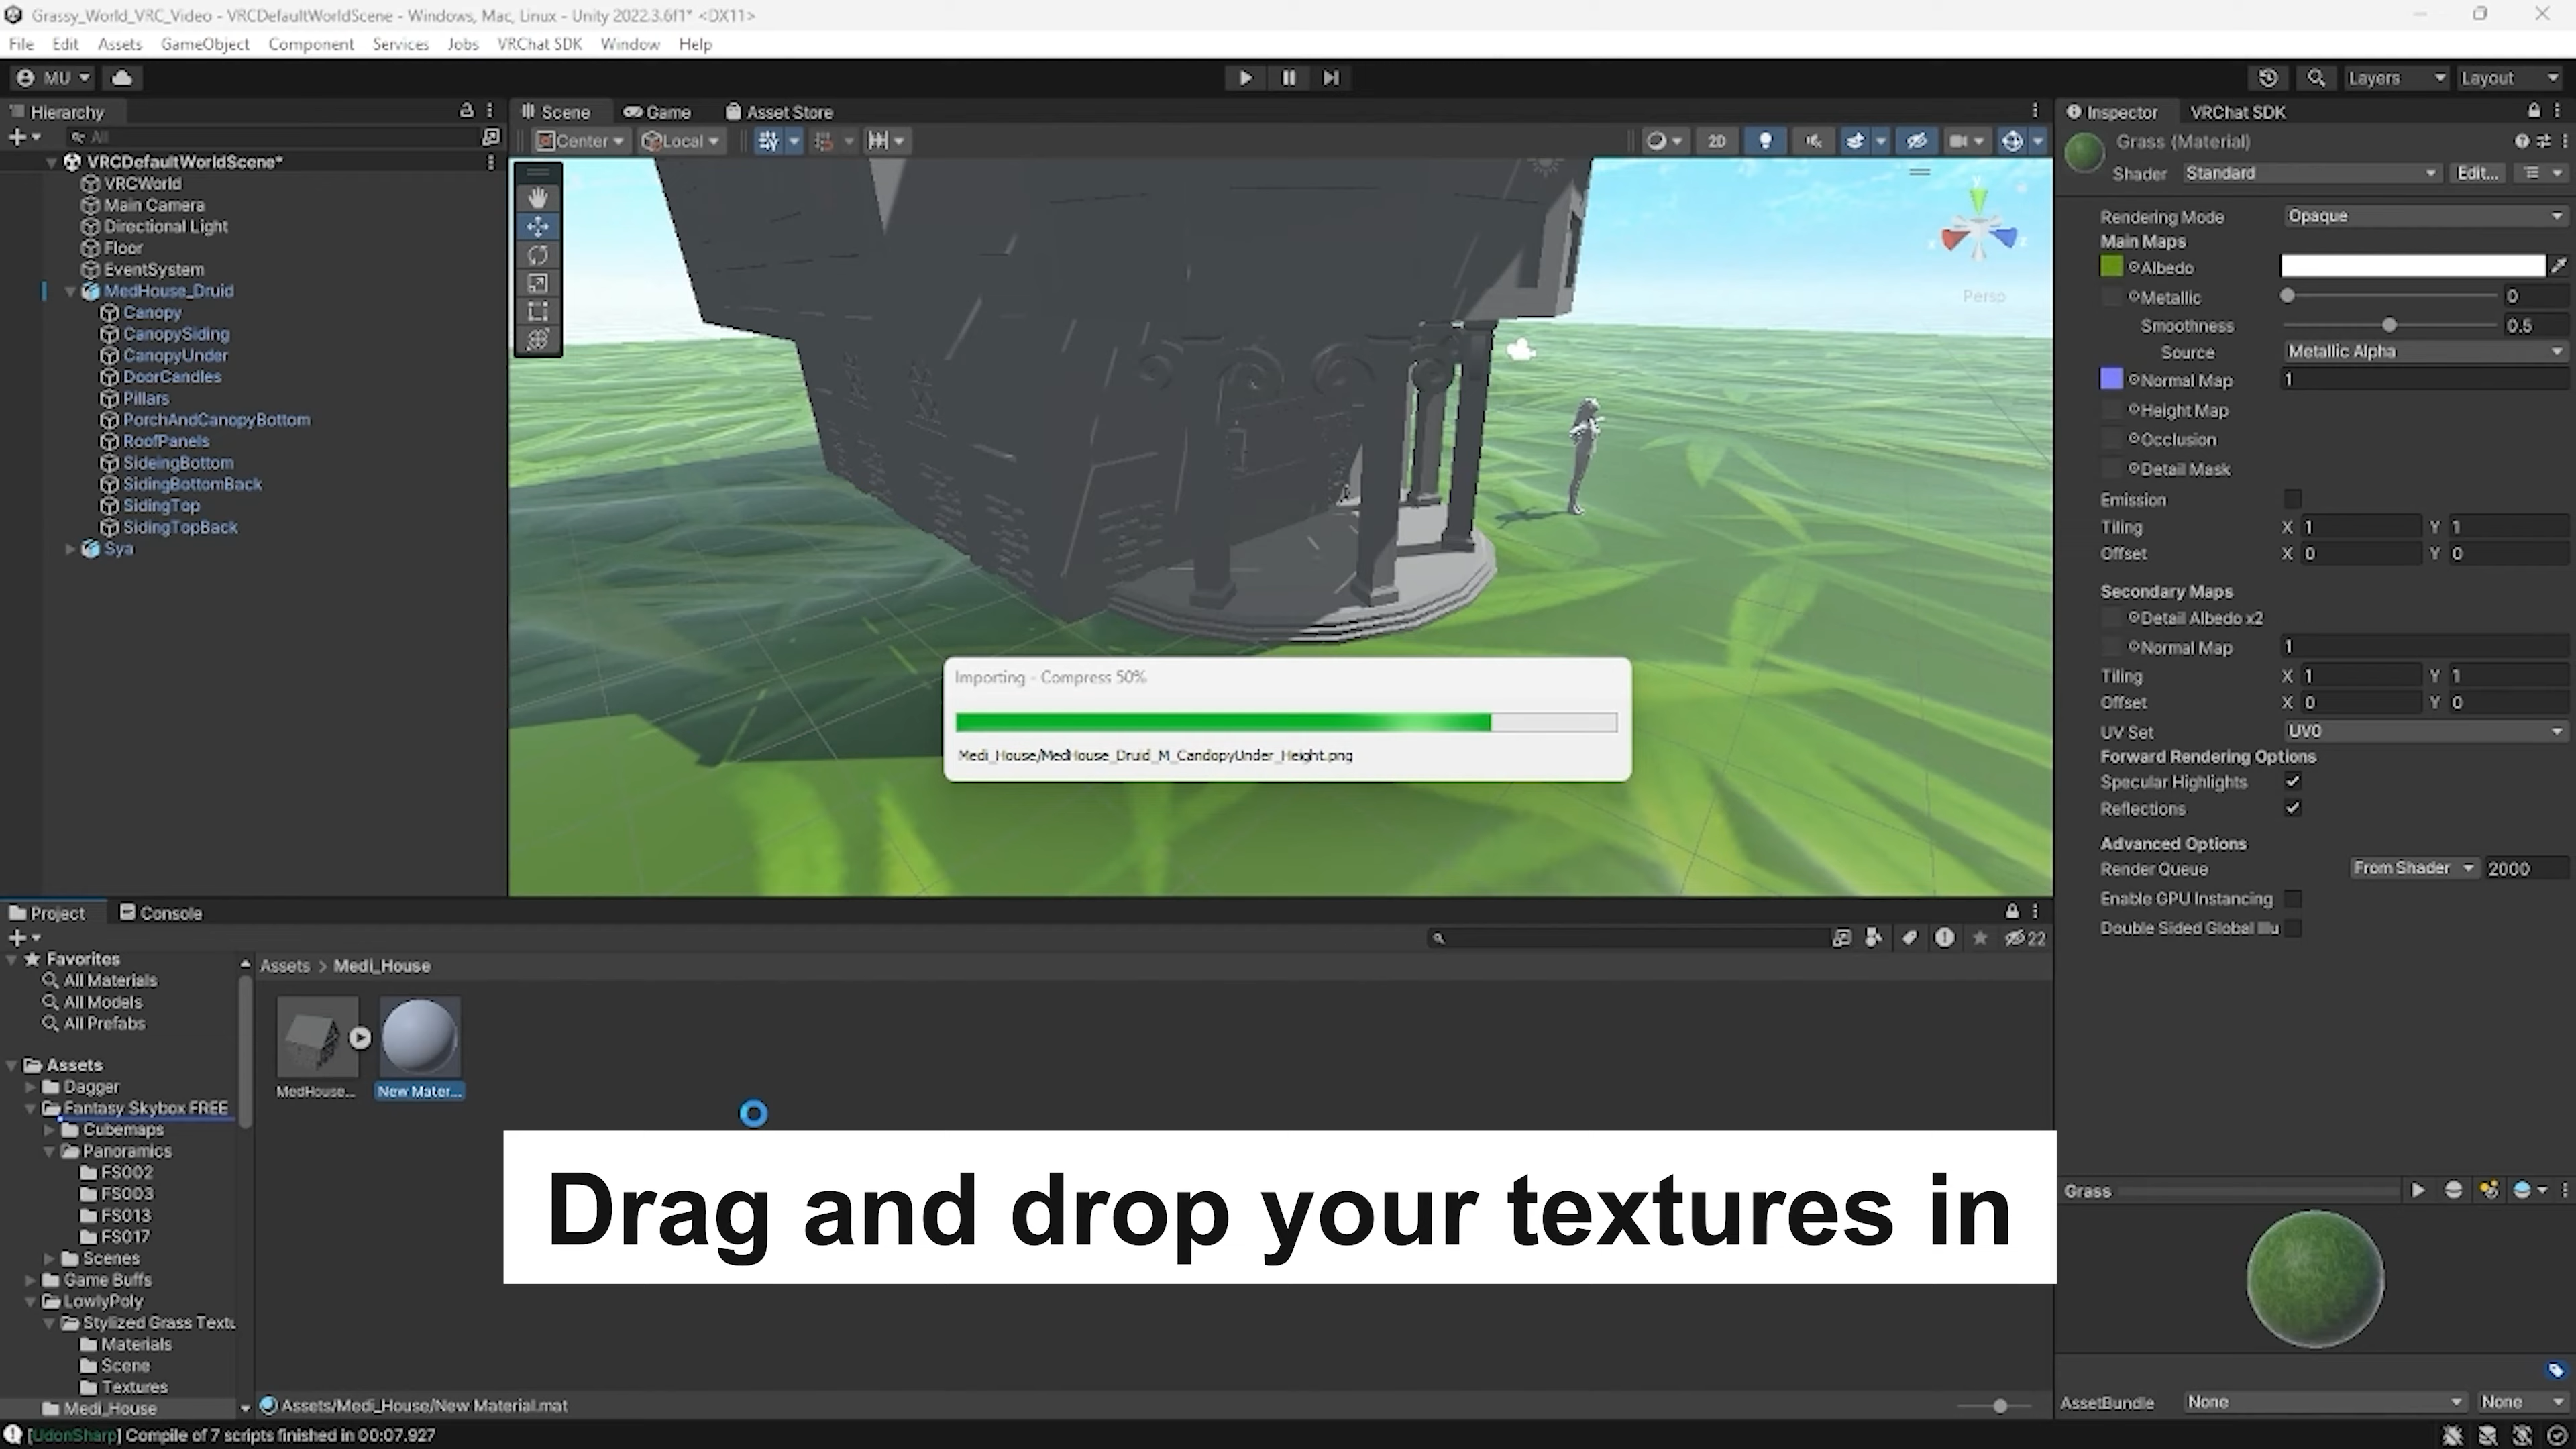 Grassy_World_VRC_Video - VRCDefaultWorldScene - Windows, Mac, Linux - Unity 2022.3.6f1* <DX11>
File Edit Assets GameObject Component Services Jobs VRChat SDK Window Help
MU
Layers
Layout
Hierarchy
All
VRCDefaultWorldScene*
VRCWorld
Main Camera
Directional Light
Floor
EventSystem
MedHouse_Druid
Canopy
CanopySiding
CanopyUnder
DoorCandles
Pillars
PorchAndCanopyBottom
RoofPanels
SideingBottom
SidingBottomBack
SidingTop
SidingTopBack
Sya
Scene Game Asset Store
Center Local
2D
y
x
z
Persp
Importing - Compress 50%
Medi_House/MedHouse_Druid_M_CandopyUnder_Height.png
Inspector VRChat SDK
Grass (Material)
Shader Standard Edit...
Rendering Mode Opaque
Main Maps
Albedo
Metallic 0
Smoothness 0.5
Source Metallic Alpha
Normal Map 1
Height Map
Occlusion
Detail Mask
Emission
Tiling X 1 Y 1
Offset X 0 Y 0
Secondary Maps
Detail Albedo x2
Normal Map 1
Tiling X 1 Y 1
Offset X 0 Y 0
UV Set UV0
Forward Rendering Options
Specular Highlights
Reflections
Advanced Options
Render Queue From Shader 2000
Enable GPU Instancing
Double Sided Global Illu
Project Console
22
Favorites
All Materials
All Models
All Prefabs
Assets
Dagger
Fantasy Skybox FREE
Cubemaps
Panoramics
FS002
FS003
FS013
FS017
Scenes
Game Buffs
LowlyPoly
Stylized Grass Textu
Materials
Scene
Textures
Medi_House
Assets > Medi_House
MedHouse...
New Mater...
Drag and drop your textures in
Assets/Medi_House/New Material.mat
Grass
AssetBundle None None
[UdonSharp] Compile of 7 scripts finished in 00:07.927